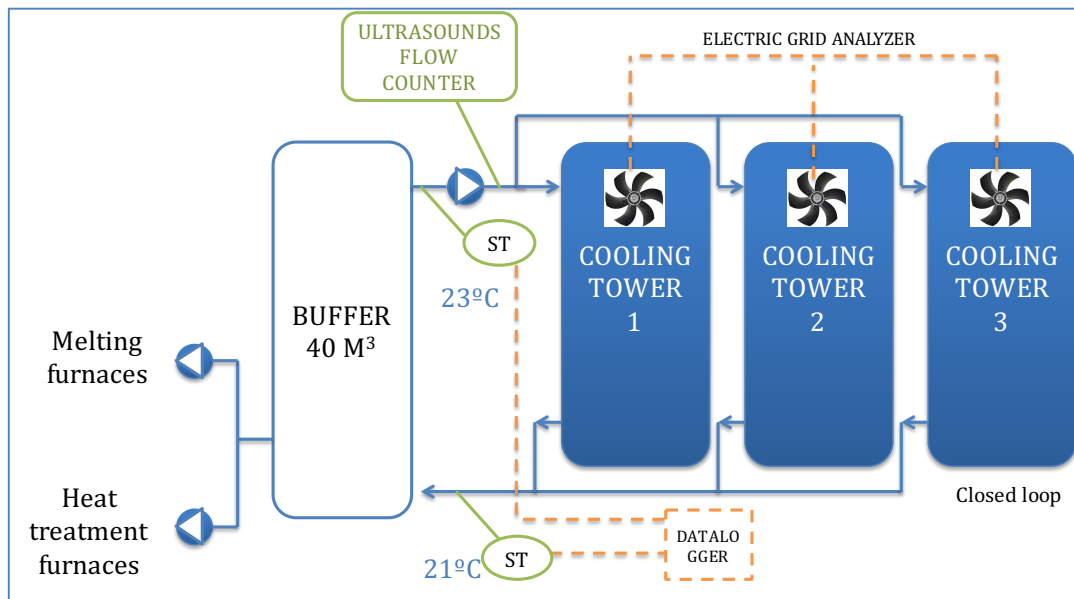 ULTRASOUNDS
FLOW
COUNTER
ELECTRIC GRID ANALYZER
ST
23ºC
BUFFER
40 M³
COOLING
TOWER
1
COOLING
TOWER
2
COOLING
TOWER
3
Melting
furnaces
Heat
treatment
furnaces
Closed loop
DATALO
GGER
ST
21ºC